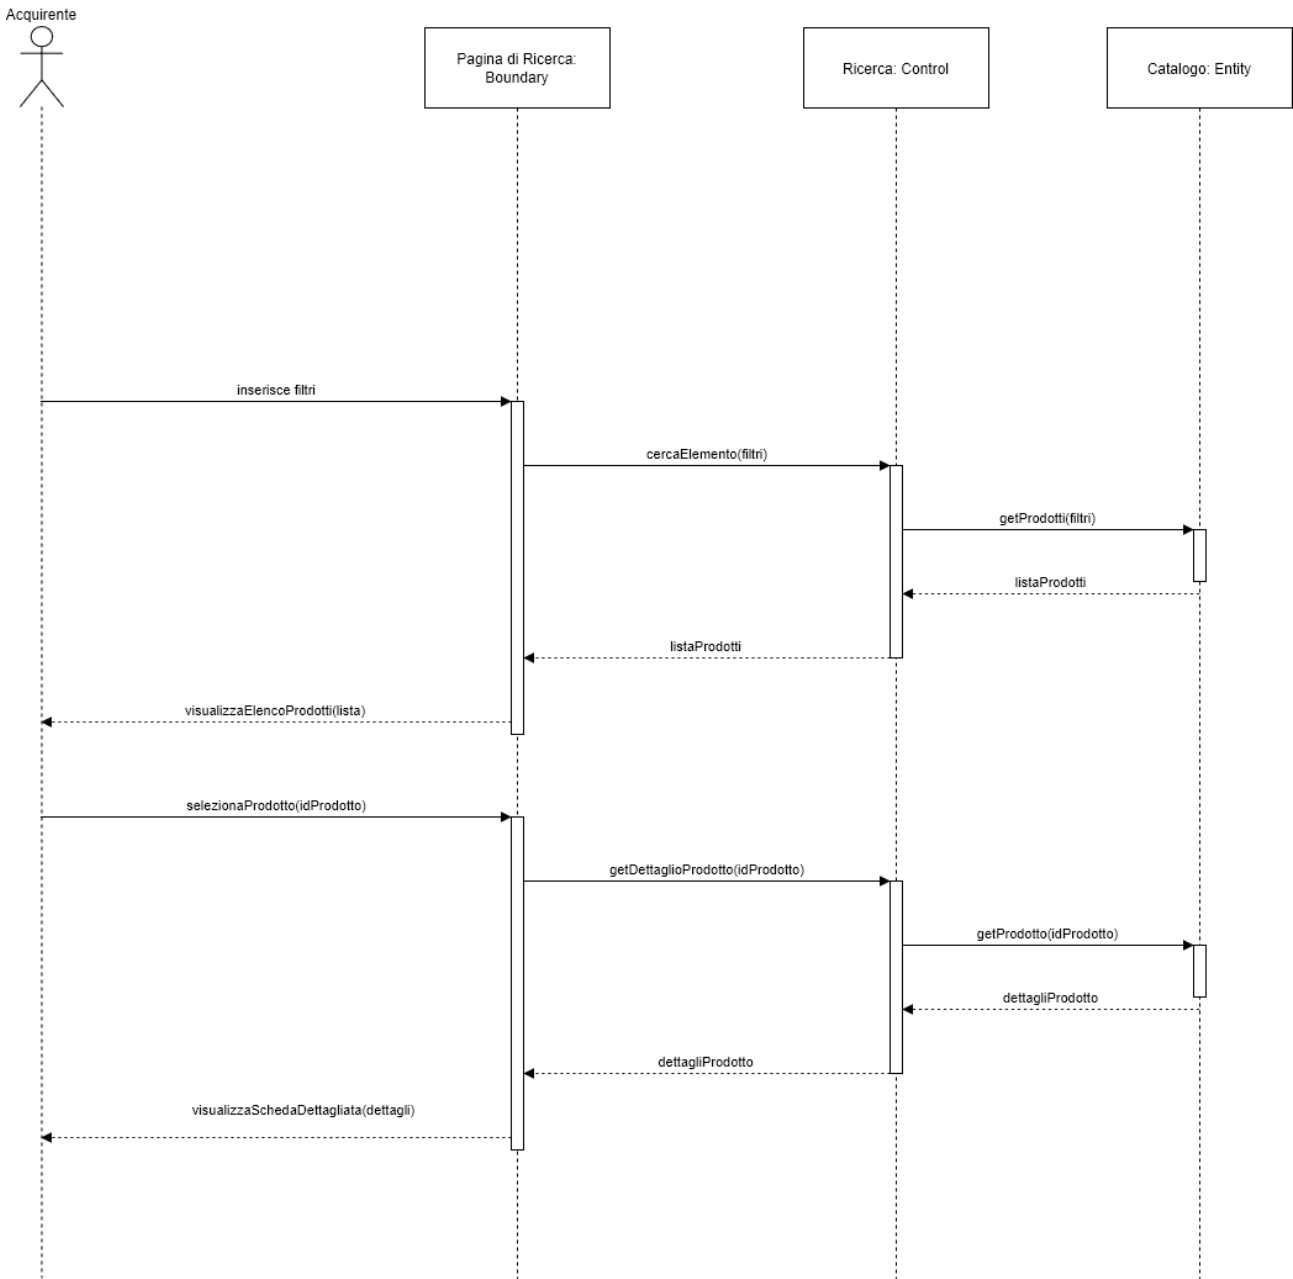 Acquirente
Pagina di Ricerca:
Boundary
Ricerca: Control
Catalogo: Entity
inserisce filtri
cercaElemento(filtri)
getProdotti(filtri)
listaProdotti
listaProdotti
visualizzaElencoProdotti(lista)
selezionaProdotto(idProdotto)
getDettaglioProdotto(idProdotto)
getProdotto(idProdotto)
dettagliProdotto
dettagliProdotto
visualizzaSchedaDettagliata(dettagli)